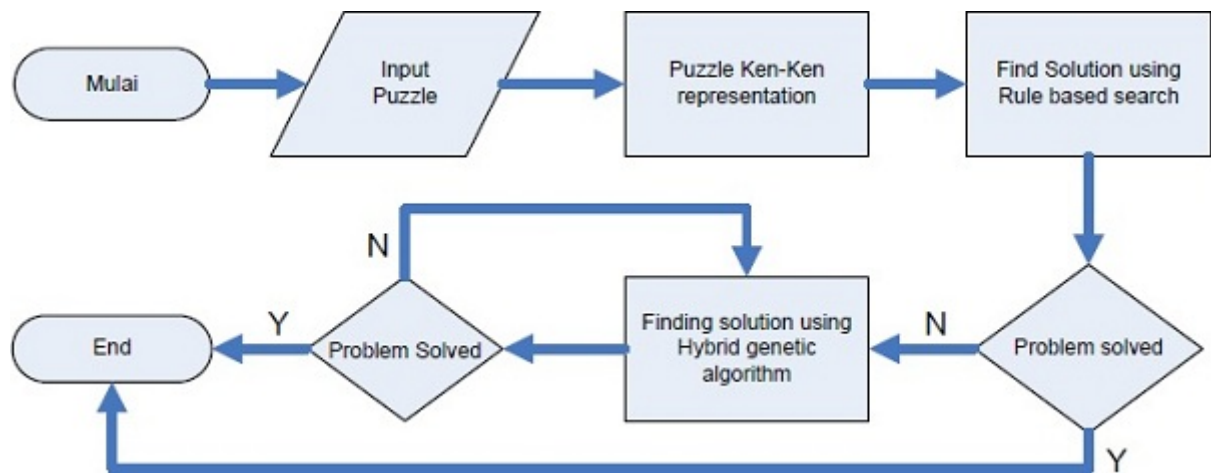 Mulai
Input
Puzzle
Puzzle Ken-Ken
representation
Find Solution using
Rule based search
Problem solved
N
Y
Finding solution using
Hybrid genetic
algorithm
Problem Solved
N
Y
End